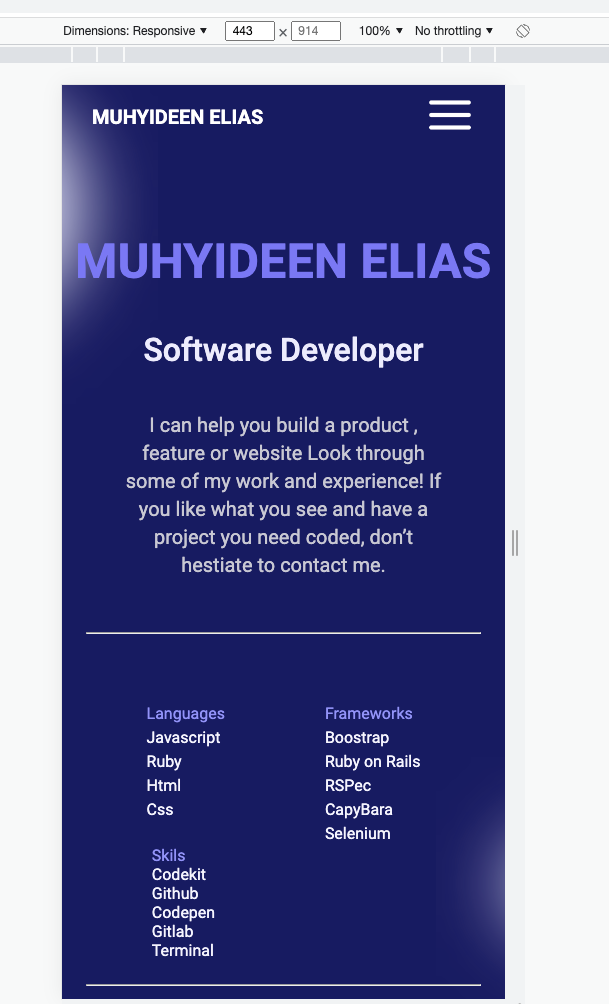 Dimensions: Responsive ▼ 443 × 914 100% ▼ No throttling ▼
MUHYIDEEN ELIAS
MUHYIDEEN ELIAS
Software Developer
I can help you build a product ,
feature or website Look through
some of my work and experience! If
you like what you see and have a
project you need coded, don’t
hestiate to contact me.
Languages
Javascript
Ruby
Html
Css
Frameworks
Boostrap
Ruby on Rails
RSPec
CapyBara
Selenium
Skils
Codekit
Github
Codepen
Gitlab
Terminal